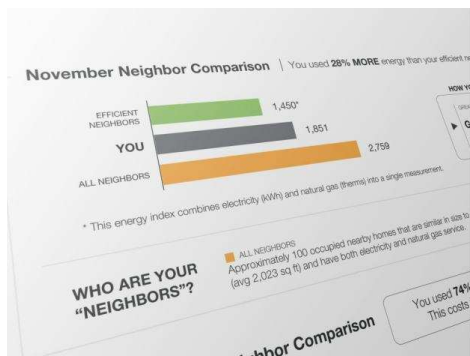 November Neighbor Comparison | You used 28% MORE energy than your efficient
HOW YO
EFFICIENT
NEIGHBORS
1,450*
YOU
1,851
ALL NEIGHBORS
2,759
* This energy index combines electricity (kWh) and natural gas (therms) into a single measurement.
WHO ARE YOUR
"NEIGHBORS"?
ALL NEIGHBORS
Approximately 100 occupied nearby homes that are similar in size to
(avg 2,023 sq ft) and have both electricity and natural gas service.
hbor Comparison
You used 74%
This costs